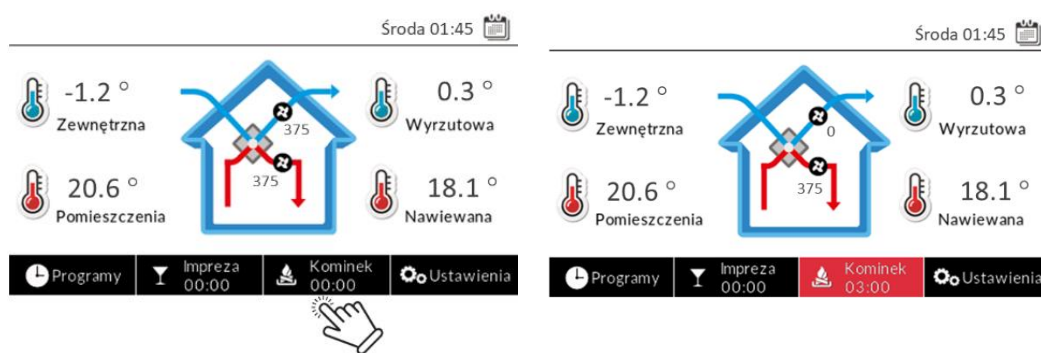 Środa 01:45
-1.2 °
Zewnętrzna
375
0.3 °
Wyrzutowa
20.6 °
Pomieszczenia
375
18.1 °
Nawiewana
Programy
Impreza
00:00
Kominek
00:00
Ustawienia
Środa 01:45
-1.2 °
Zewnętrzna
0
0.3 °
Wyrzutowa
20.6 °
Pomieszczenia
375
18.1 °
Nawiewana
Programy
Impreza
00:00
Kominek
03:00
Ustawienia